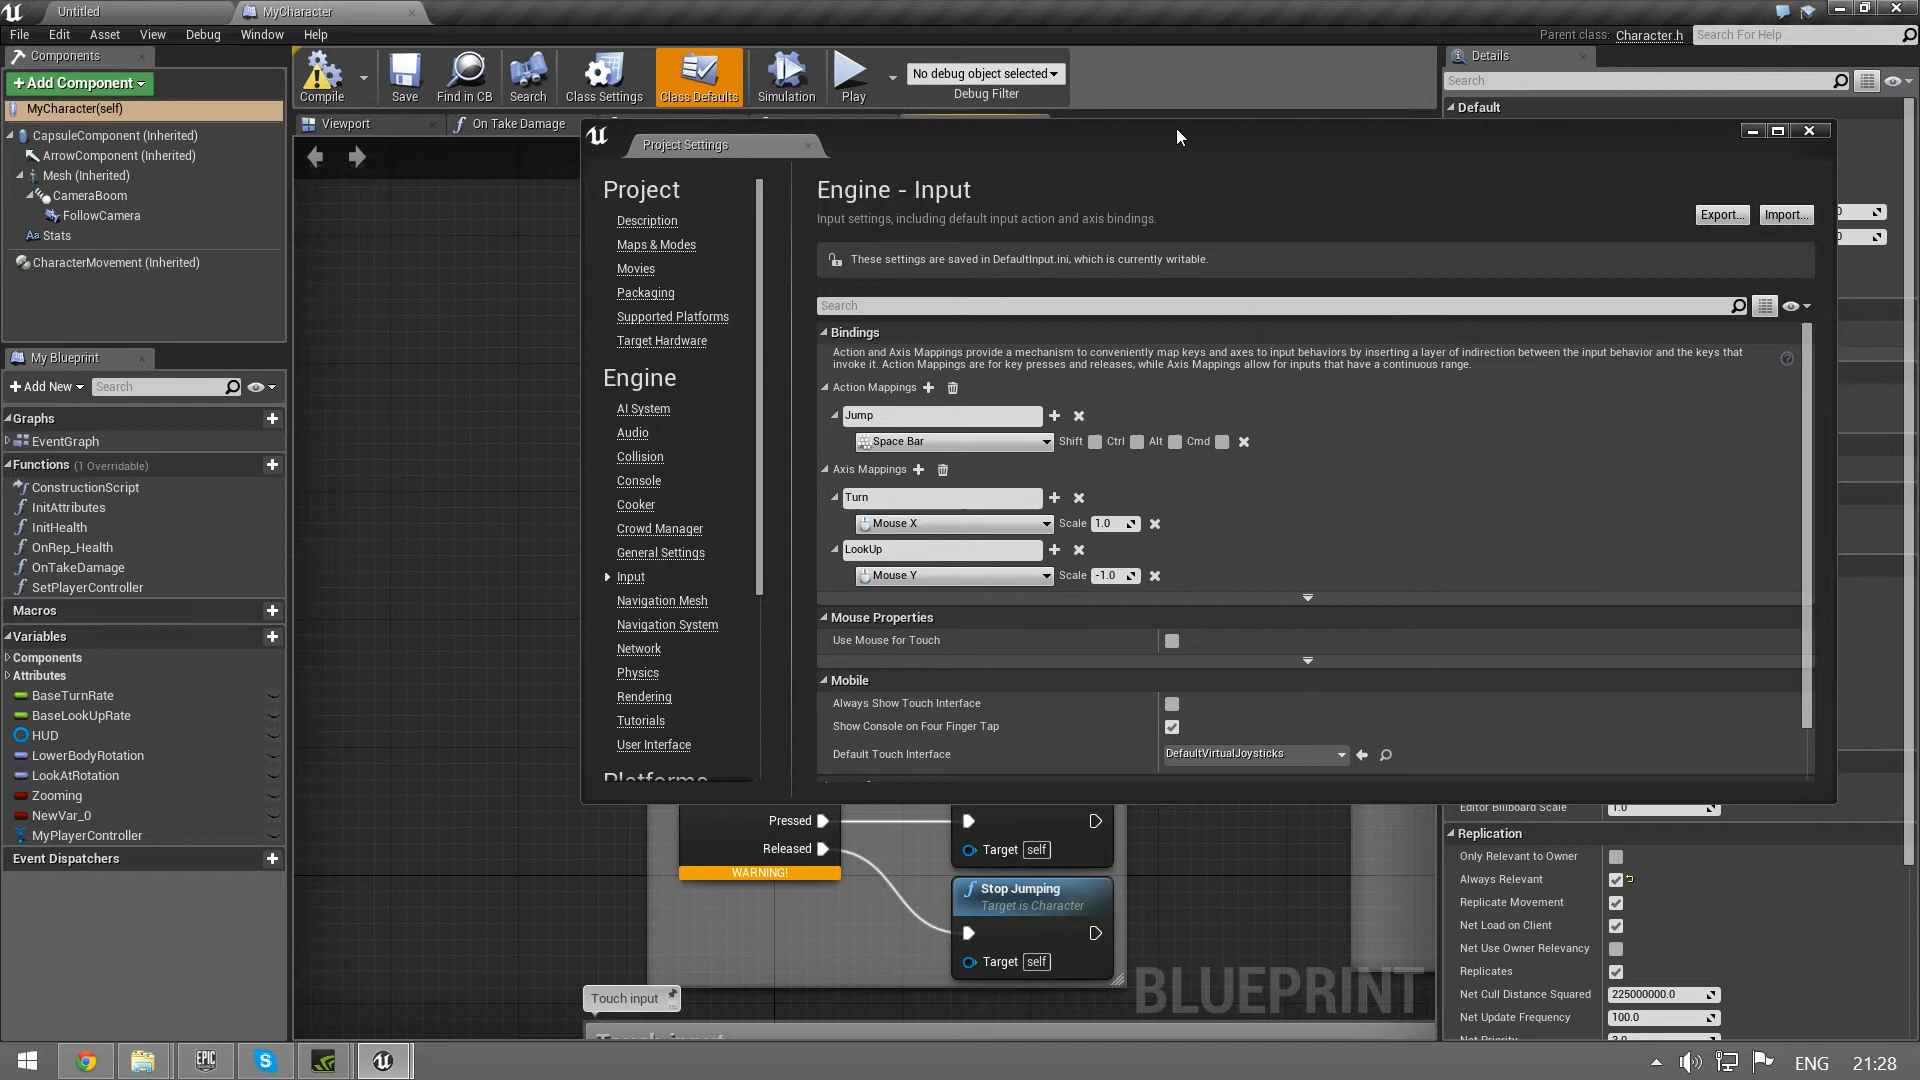 Untitled
MyCharacter
File Edit Asset View Debug Window Help
Parent class: Character.h
Search For Help
Components
+Add Component
MyCharacter(self)
CapsuleComponent (Inherited)
ArrowComponent (Inherited)
Mesh (Inherited)
CameraBoom
FollowCamera
Stats
CharacterMovement (Inherited)
Compile
Save
Find in CB
Search
Class Settings
Class Defaults
Simulation
Play
No debug object selected
Debug Filter
Viewport
On Take Damage
Details
Search
Default
My Blueprint
Add New
Search
Graphs
EventGraph
Functions (1 Overridable)
ConstructionScript
InitAttributes
InitHealth
OnRep_Health
OnTakeDamage
SetPlayerController
Macros
Variables
Components
Attributes
BaseTurnRate
BaseLookUpRate
HUD
LowerBodyRotation
LookAtRotation
Zooming
NewVar_0
MyPlayerController
Event Dispatchers
Project Settings
Project
Description
Maps & Modes
Movies
Packaging
Supported Platforms
Target Hardware
Engine
AI System
Audio
Collision
Console
Cooker
Crowd Manager
General Settings
Input
Navigation Mesh
Navigation System
Network
Physics
Rendering
Tutorials
User Interface
Platforms
Engine - Input
Input settings, including default input action and axis bindings.
Export...
Import...
These settings are saved in DefaultInput.ini, which is currently writable.
Search
Bindings
Action and Axis Mappings provide a mechanism to conveniently map keys and axes to input behaviors by inserting a layer of indirection between the input behavior and the keys that
invoke it. Action Mappings are for key presses and releases, while Axis Mappings allow for inputs that have a continuous range.
Action Mappings
Jump
Space Bar Shift Ctrl Alt Cmd
Axis Mappings
Turn
Mouse X Scale 1.0
LookUp
Mouse Y Scale -1.0
Mouse Properties
Use Mouse for Touch
Mobile
Always Show Touch Interface
Show Console on Four Finger Tap
Default Touch Interface DefaultVirtualJoysticks
Pressed
Released
WARNING!
Target self
Stop Jumping
Target is Character
Target self
BLUEPRINT
Touch input
Editor Billboard Scale 1.0
Replication
Only Relevant to Owner
Always Relevant
Replicate Movement
Net Load on Client
Net Use Owner Relevancy
Replicates
Net Cull Distance Squared 225000000.0
Net Update Frequency 100.0
Net Priority 3.0
EPIC
ENG
21:28